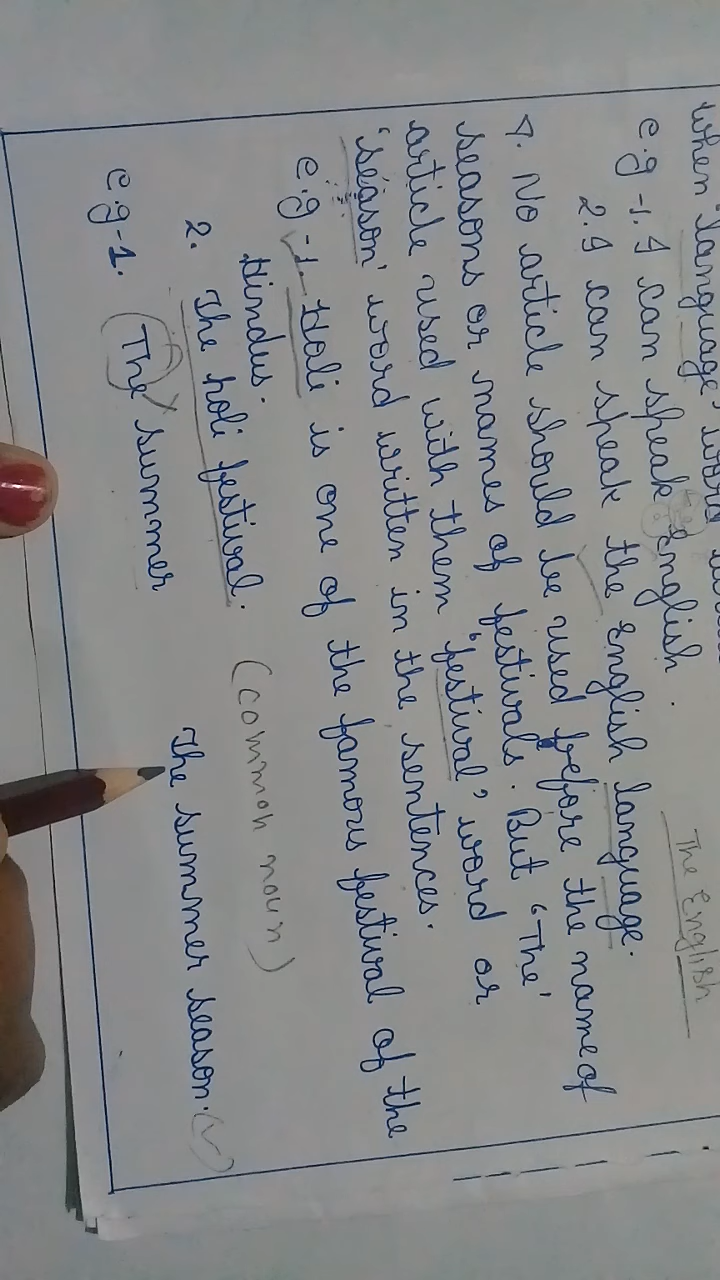 when 'language' word
e.g -1. I can speak English.
The English
2. I can speak the English language.
7. No article should be used before the name of
seasons or names of festivals. But 'The'
article used with them 'festival' word or
'season' word written in the sentences.
e.g -1. Holi is one of the famous festival of the
Hindus.
2. The holi festival. (common noun)
e.g -1. The summer The summer season.